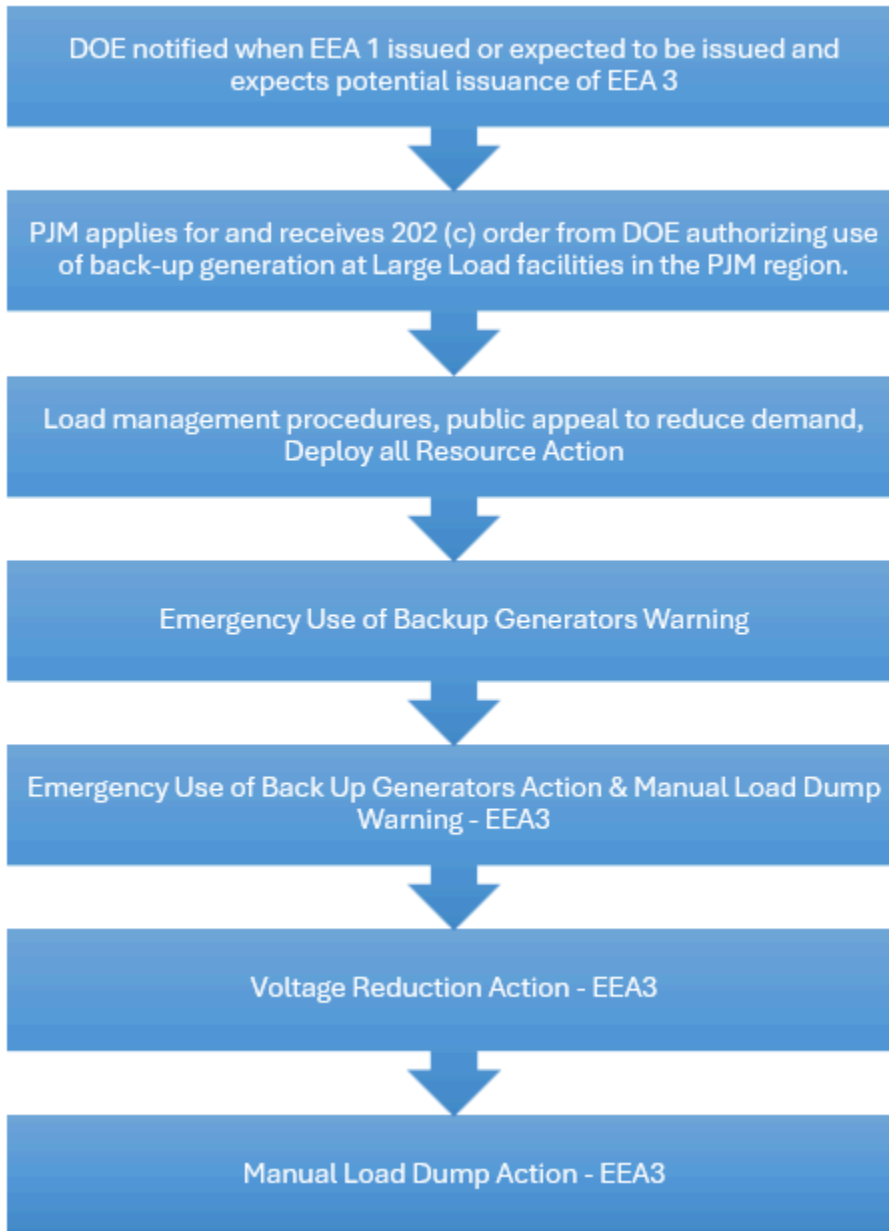 DOE notified when EEA 1 issued or expected to be issued and
expects potential issuance of EEA 3
PJM applies for and receives 202 (c) order from DOE authorizing use
of back-up generation at Large Load facilities in the PJM region.
Load management procedures, public appeal to reduce demand,
Deploy all Resource Action
Emergency Use of Backup Generators Warning
Emergency Use of Back Up Generators Action & Manual Load Dump
Warning - EEA3
Voltage Reduction Action - EEA3
Manual Load Dump Action - EEA3